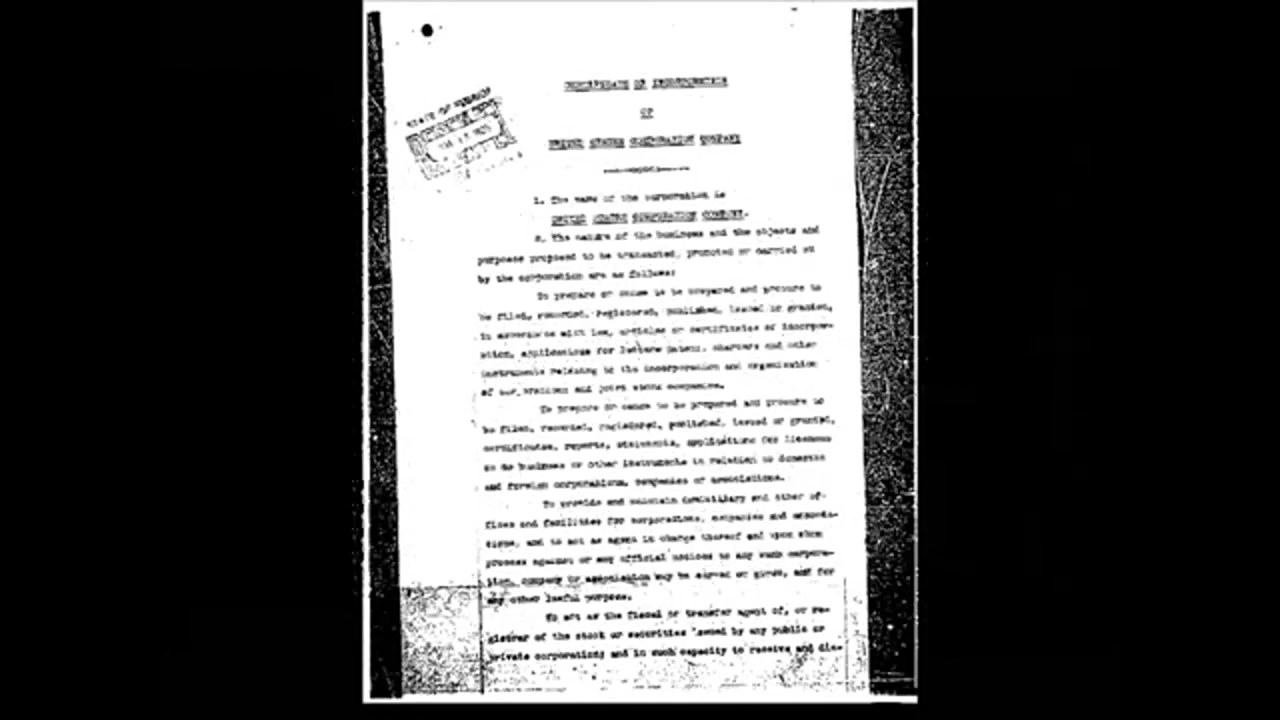 CERTIFICATE OF INCORPORATION
OF
UNITED STATES CORPORATION COMPANY
STATE OF
1. The name of the corporation is
UNITED STATES CORPORATION COMPANY.
2. The nature of the business and the objects and
purposes proposed to be transacted, promoted or carried on
by the corporation are as follows:
To prepare or cause to be prepared and procure to
be filed, recorded, registered, published, issued or granted,
in accordance with law, articles or certificates of incorpor-
ation, applications for letters patent, charters and other
instruments relating to the incorporation and organization
of corporations and joint stock companies.
To prepare or cause to be prepared and procure to
be filed, recorded, registered, published, issued or granted,
certificates, reports, statements, applications for licenses
to do business or other instruments in relation to domestic
and foreign corporations, companies or associations.
To provide and maintain domiciliary and other of-
fices and facilities for corporations, companies and associa-
tions, and to act as agent in charge thereof and upon whom
process against or any official notices to any such corpora-
tion, company or association may be served or given, and for
any other lawful purpose.
To act as the fiscal or transfer agent of, or re-
gistrar of the stock or securities issued by any public or
private corporation; and in such capacity to receive and dis-